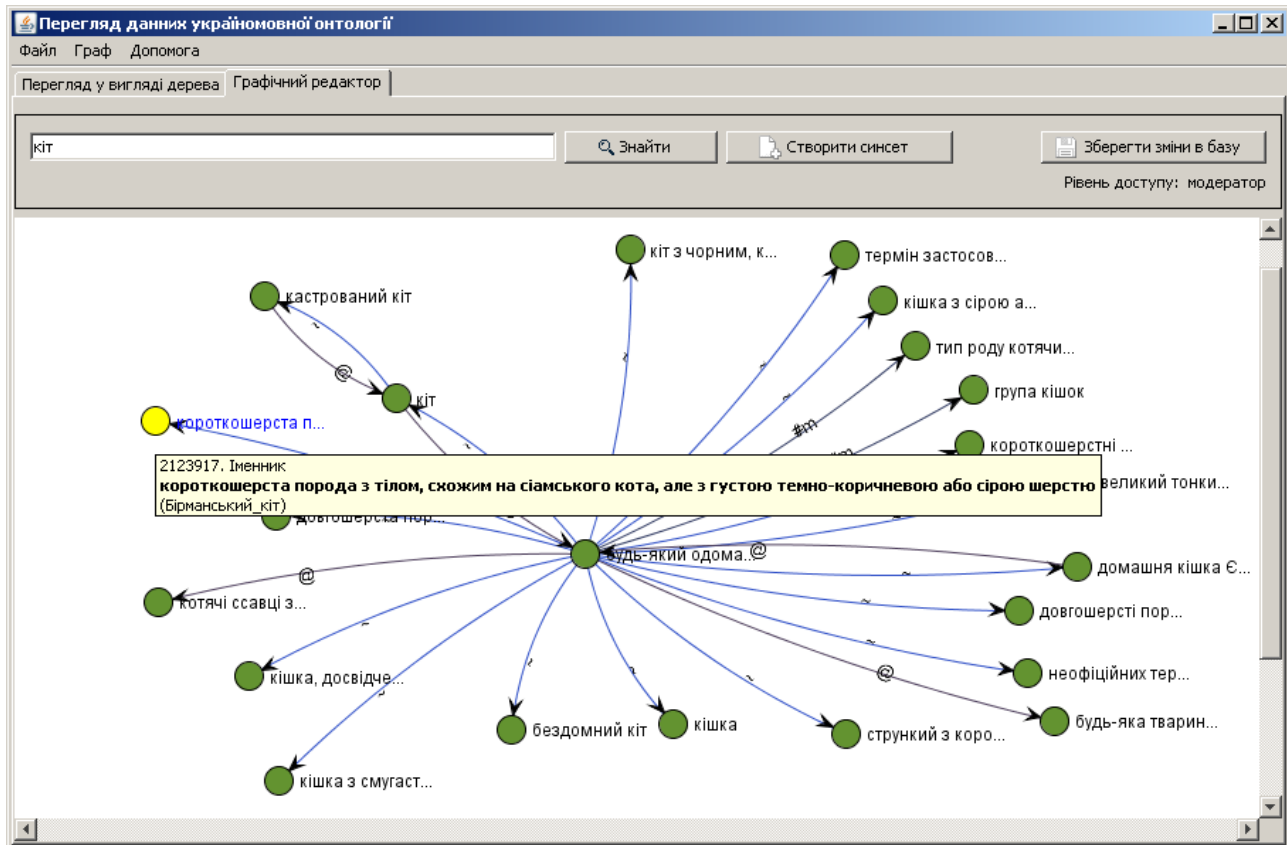 Перегляд данних україномовної онтології
Файл Граф Допомога
Перегляд у вигляді дерева Графічний редактор
кіт Знайти Створити синсет Зберегти зміни в базу
Рівень доступу: модератор
кіт з чорним, к...
термін застосов...
кастрований кіт
кішка з сірою а...
~
тип роду котячи...
~
~
@
група кішок
~
кіт
#m
короткошерста п...
короткошерстні ...
~
#m
2123917. Іменник
короткошерста порода з тілом, схожим на сіамського кота, але з густою темно-коричневою або сірою шерстю
великий тонки...
(Бірманський_кіт)
довгошерста пор...
будь-який одома...
@
домашня кішка Є...
@
~
котячі ссавці з...
~
довгошерсті пор...
~
~
~
~
@
неофіційних тер...
кішка, досвідче...
~
~
бездомний кіт
кішка
стрункий з коро...
будь-яка тварин...
кішка з смугаст...